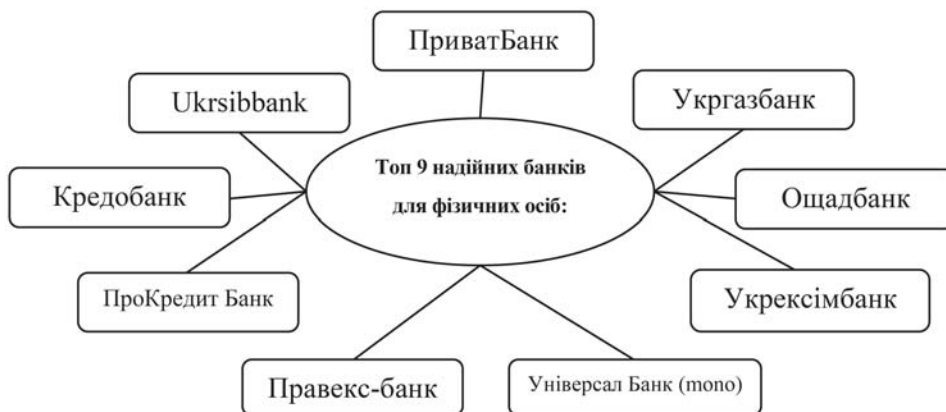 ПриватБанк
Ukrsibbank
Укргазбанк
Топ 9 надійних банків
для фізичних осіб:
Кредобанк
Ощадбанк
ПроКредит Банк
Укрексімбанк
Правекс-банк
Універсал Банк (mono)